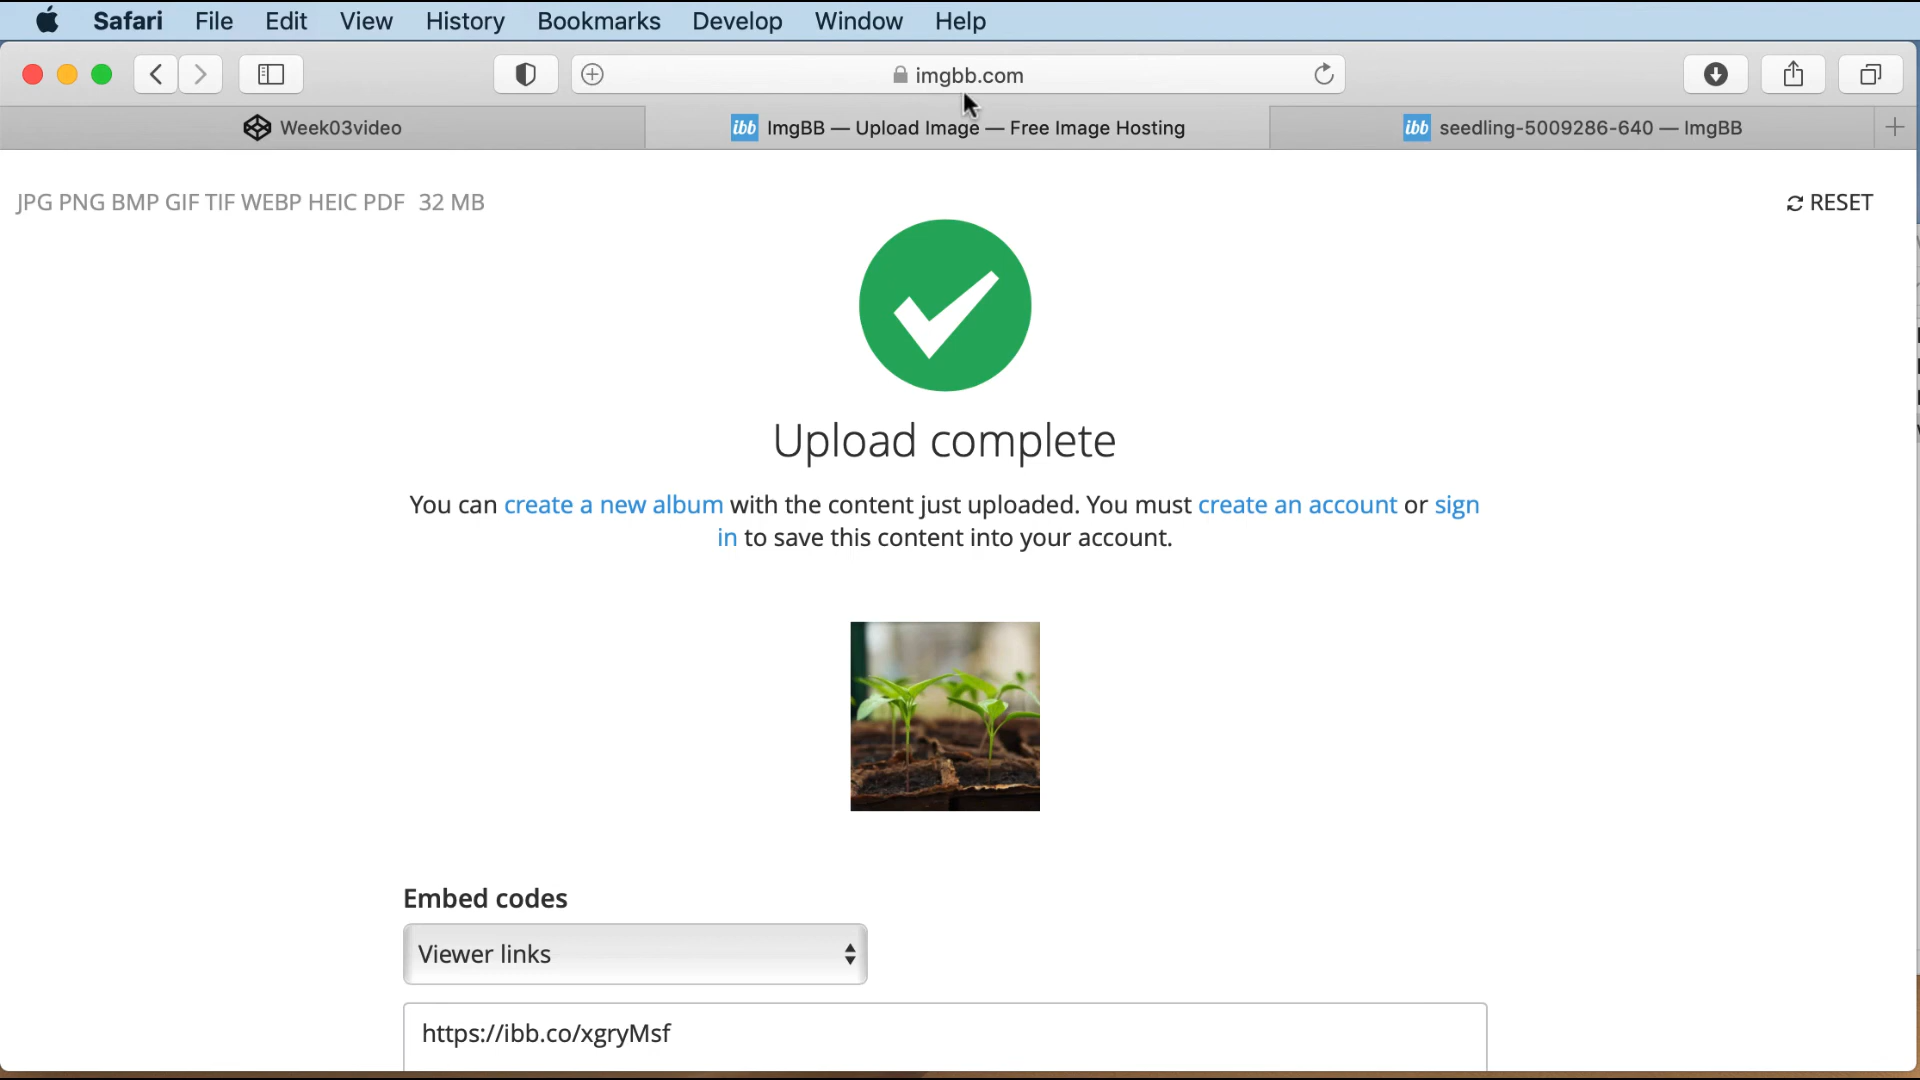 Safari File Edit View History Bookmarks Develop Window Help
imgbb.com
Week03video
ibb ImgBB — Upload Image — Free Image Hosting
ibb seedling-5009286-640 — ImgBB
JPG PNG BMP GIF TIF WEBP HEIC PDF 32 MB
RESET
Upload complete
You can create a new album with the content just uploaded. You must create an account or sign
in to save this content into your account.
Embed codes
Viewer links
https://ibb.co/xgryMsf